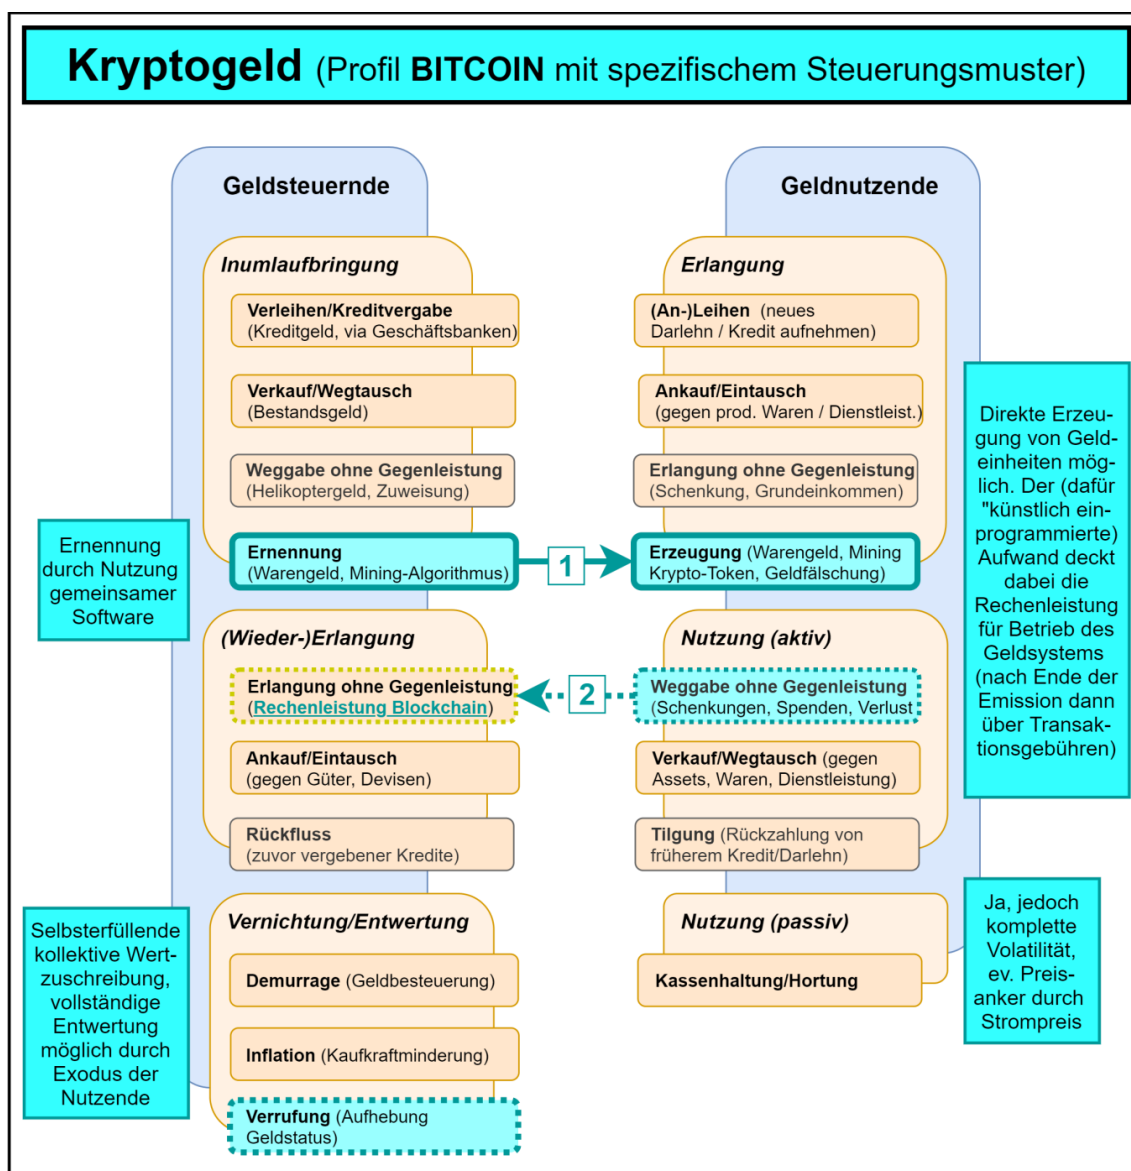 Kryptogeld (Profil BITCOIN mit spezifischem Steuerungsmuster)
Geldsteuernde
Inumlaufbringung
Verleihen/Kreditvergabe
(Kreditgeld, via Geschäftsbanken)
Verkauf/Wegtausch
(Bestandsgeld)
Weggabe ohne Gegenleistung
(Helikoptergeld, Zuweisung)
Ernennung
(Warengeld, Mining-Algorithmus)
Ernennung
durch Nutzung
gemeinsamer
Software
1
Geldnutzende
Erlangung
(An-)Leihen (neues
Darlehn / Kredit aufnehmen)
Ankauf/Eintausch
(gegen prod. Waren / Dienstleist.)
Erlangung ohne Gegenleistung
(Schenkung, Grundeinkommen)
Erzeugung (Warengeld, Mining
Krypto-Token, Geldfälschung)
Direkte Erzeu-
gung von Geld-
einheiten mög-
lich. Der (dafür
"künstlich ein-
programmierte)
Aufwand deckt
dabei die
Rechenleistung
für Betrieb des
Geldsystems
(nach Ende der
Emission dann
über Transak-
tionsgebühren)
(Wieder-)Erlangung
Erlangung ohne Gegenleistung
(Rechenleistung Blockchain)
Ankauf/Eintausch
(gegen Güter, Devisen)
Rückfluss
(zuvor vergebener Kredite)
2
Nutzung (aktiv)
Weggabe ohne Gegenleistung
(Schenkungen, Spenden, Verlust
Verkauf/Wegtausch (gegen
Assets, Waren, Dienstleistung)
Tilgung (Rückzahlung von
früherem Kredit/Darlehn)
Selbsterfüllende
kollektive Wert-
zuschreibung,
vollständige
Entwertung
möglich durch
Exodus der
Nutzende
Vernichtung/Entwertung
Demurrage (Geldbesteuerung)
Inflation (Kaufkraftminderung)
Verrufung (Aufhebung
Geldstatus)
Nutzung (passiv)
Kassenhaltung/Hortung
Ja, jedoch
komplette
Volatilität,
ev. Preis-
anker durch
Strompreis